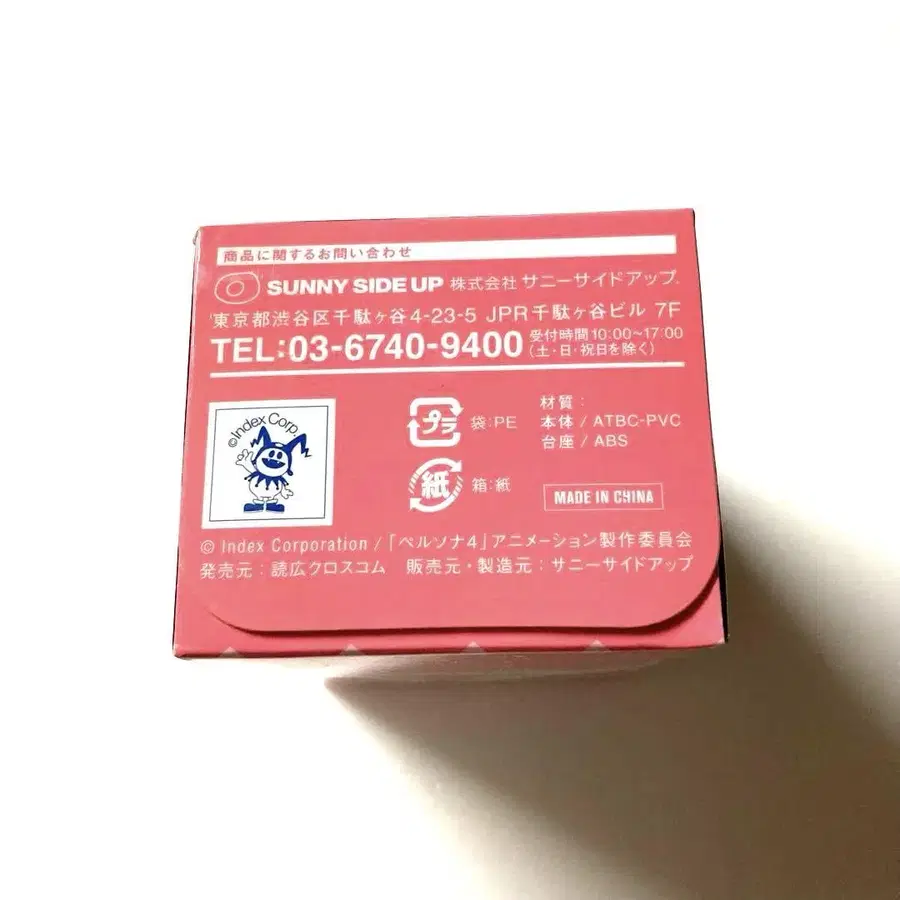 商品に関するお問い合わせ
SUNNY SIDE UP 株式会社 サニーサイドアップ
東京都渋谷区千駄ヶ谷4-23-5 JPR千駄ヶ谷ビル 7F
TEL:03-6740-9400 受付時間10:00~17:00
(土・日・祝日を除く)
©Index Corp.
プラ 袋:PE
紙 箱:紙
材質:
本体 / ATBC-PVC
台座 / ABS
MADE IN CHINA
© Index Corporation /「ペルソナ4」アニメーション製作委員会
発売元:読広クロスコム 販売元・製造元:サニーサイドアップ